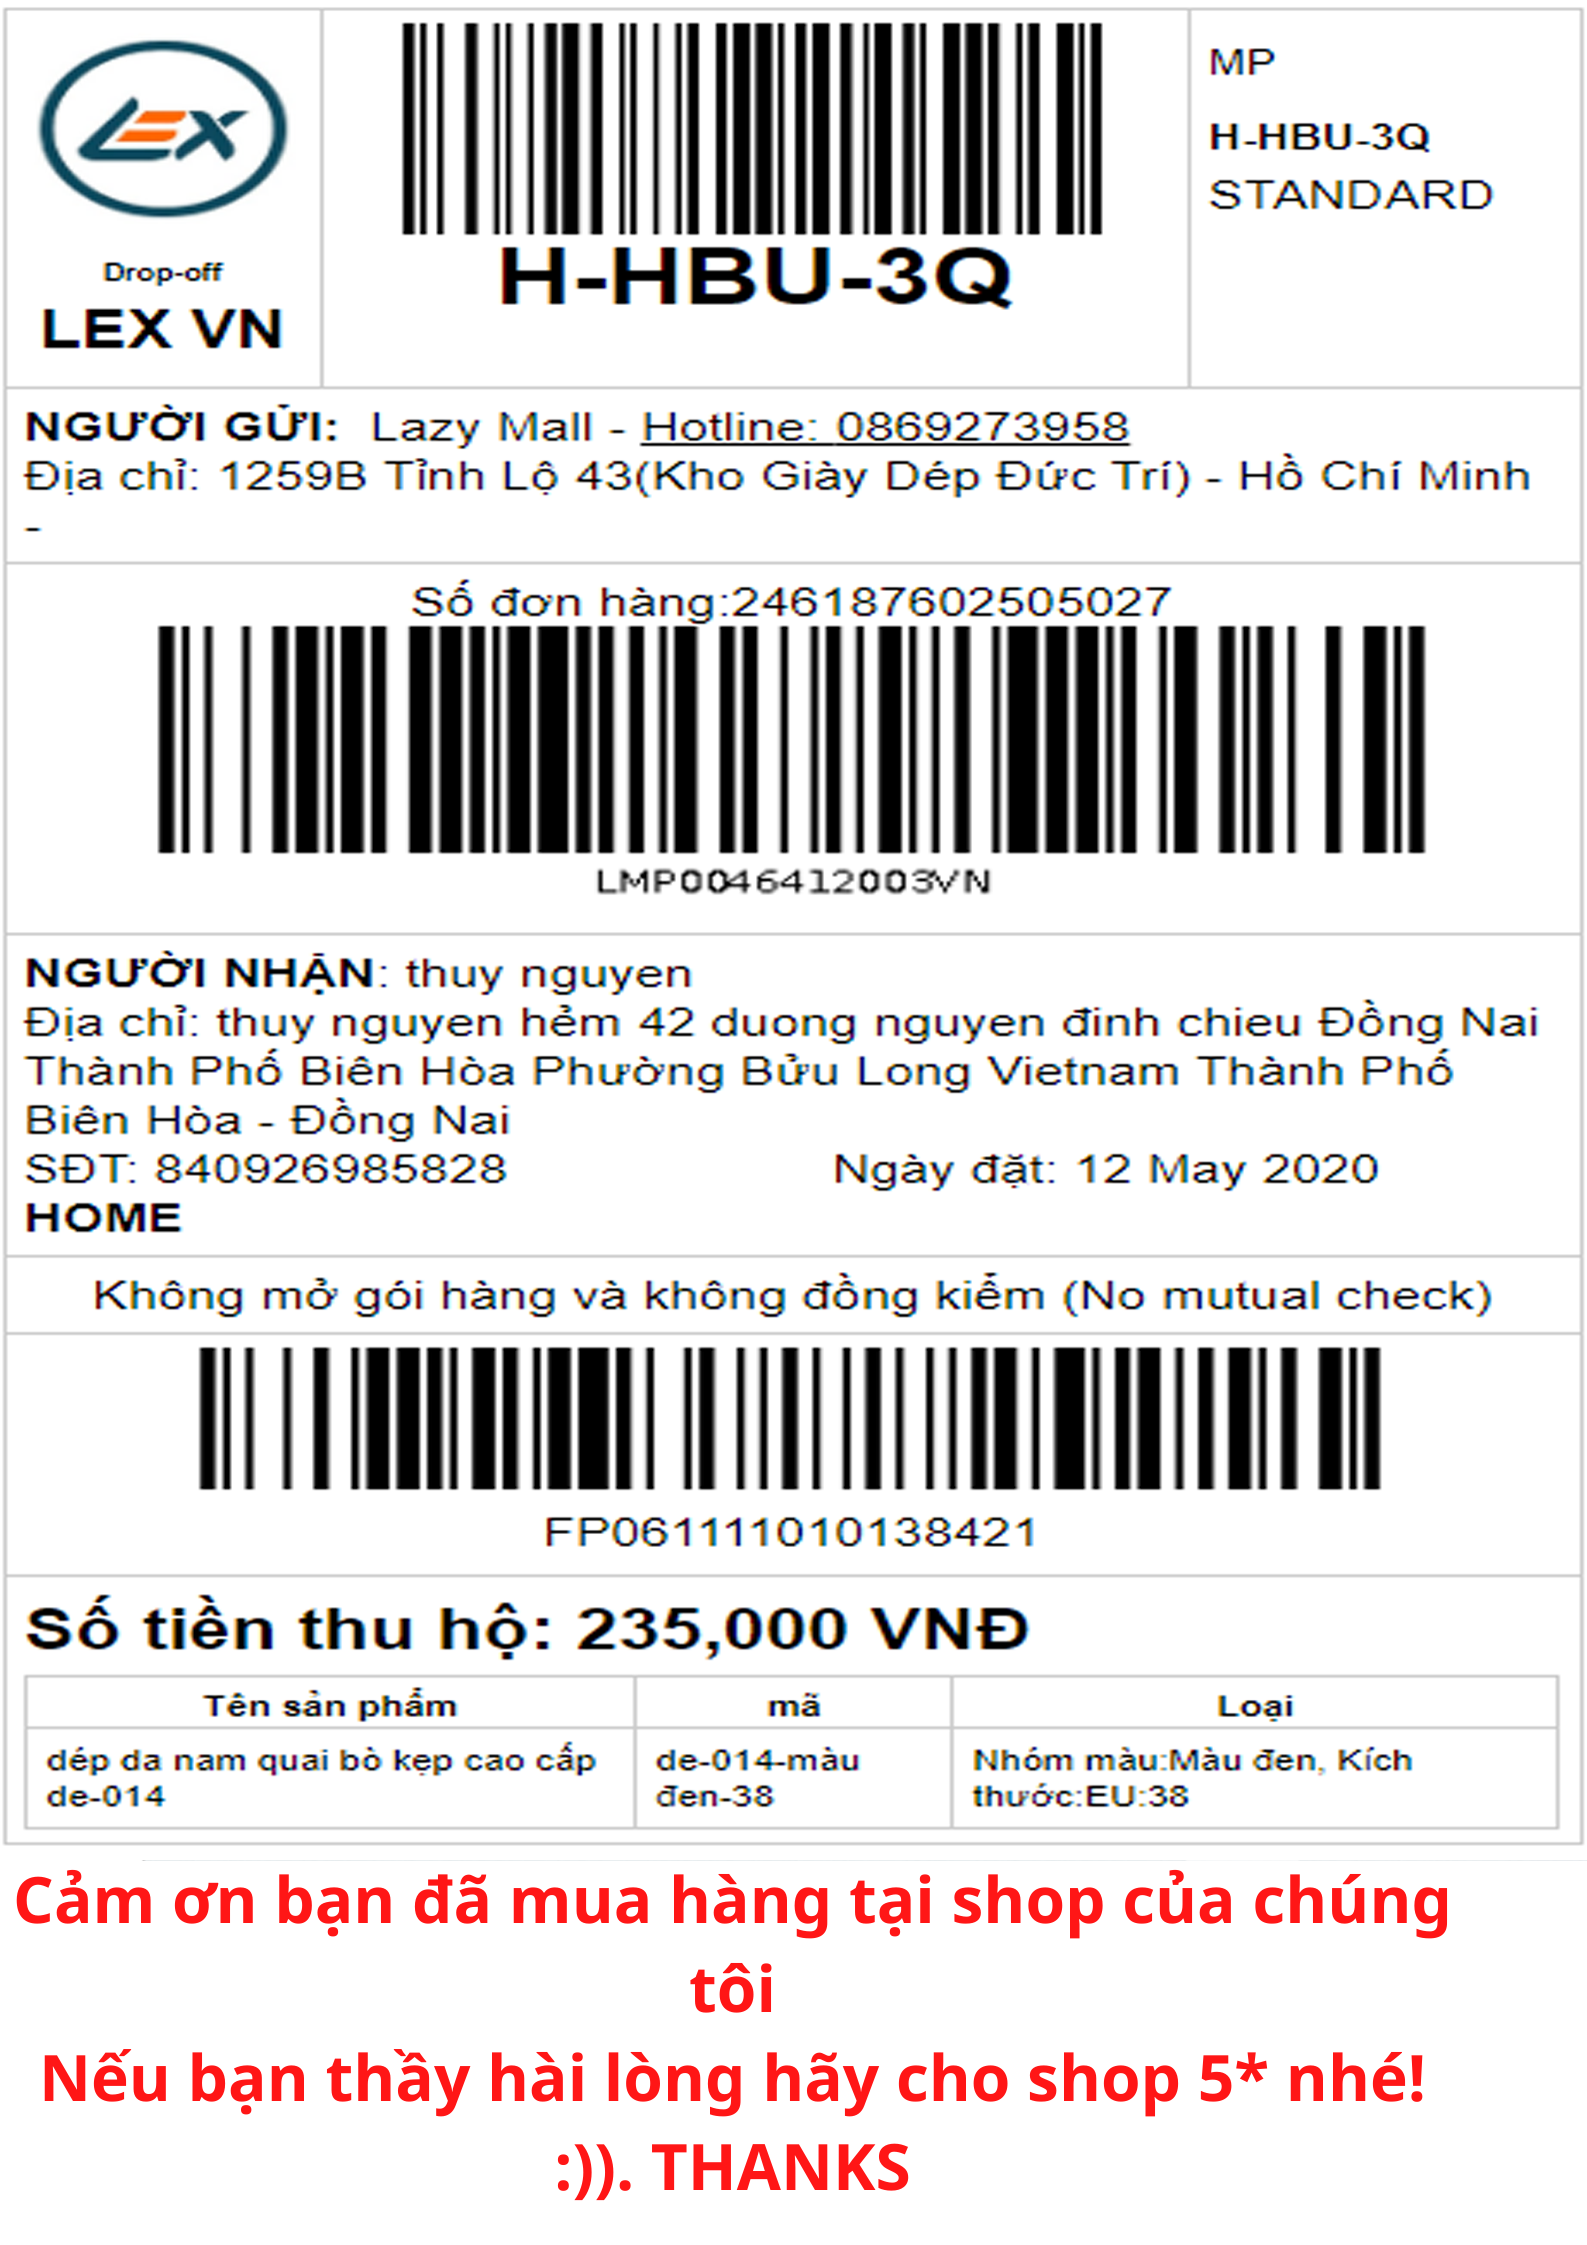 LEX
Drop-off
LEX VN
H-HBU-3Q
MP
H-HBU-3Q
STANDARD
NGƯỜI GỬI: Lazy Mall - Hotline: 0869273958
Địa chỉ: 1259B Tỉnh Lộ 43(Kho Giày Dép Đức Trí) - Hồ Chí Minh
-
Số đơn hàng:246187602505027
LMP0046412003VN
NGƯỜI NHẬN: thuy nguyen
Địa chỉ: thuy nguyen hẻm 42 duong nguyen đinh chieu Đồng Nai
Thành Phố Biên Hòa Phường Bửu Long Vietnam Thành Phố
Biên Hòa - Đồng Nai
SĐT: 840926985828 Ngày đặt: 12 May 2020
HOME
Không mở gói hàng và không đồng kiểm (No mutual check)
FP061111010138421
Số tiền thu hộ: 235,000 VNĐ
Tên sản phẩm mã Loại
dép da nam quai bò kẹp cao cấp de-014-màu Nhóm màu:Màu đen, Kích
de-014 đen-38 thước:EU:38
Cảm ơn bạn đã mua hàng tại shop của chúng
tôi
Nếu bạn thầy hài lòng hãy cho shop 5* nhé!
:)). THANKS